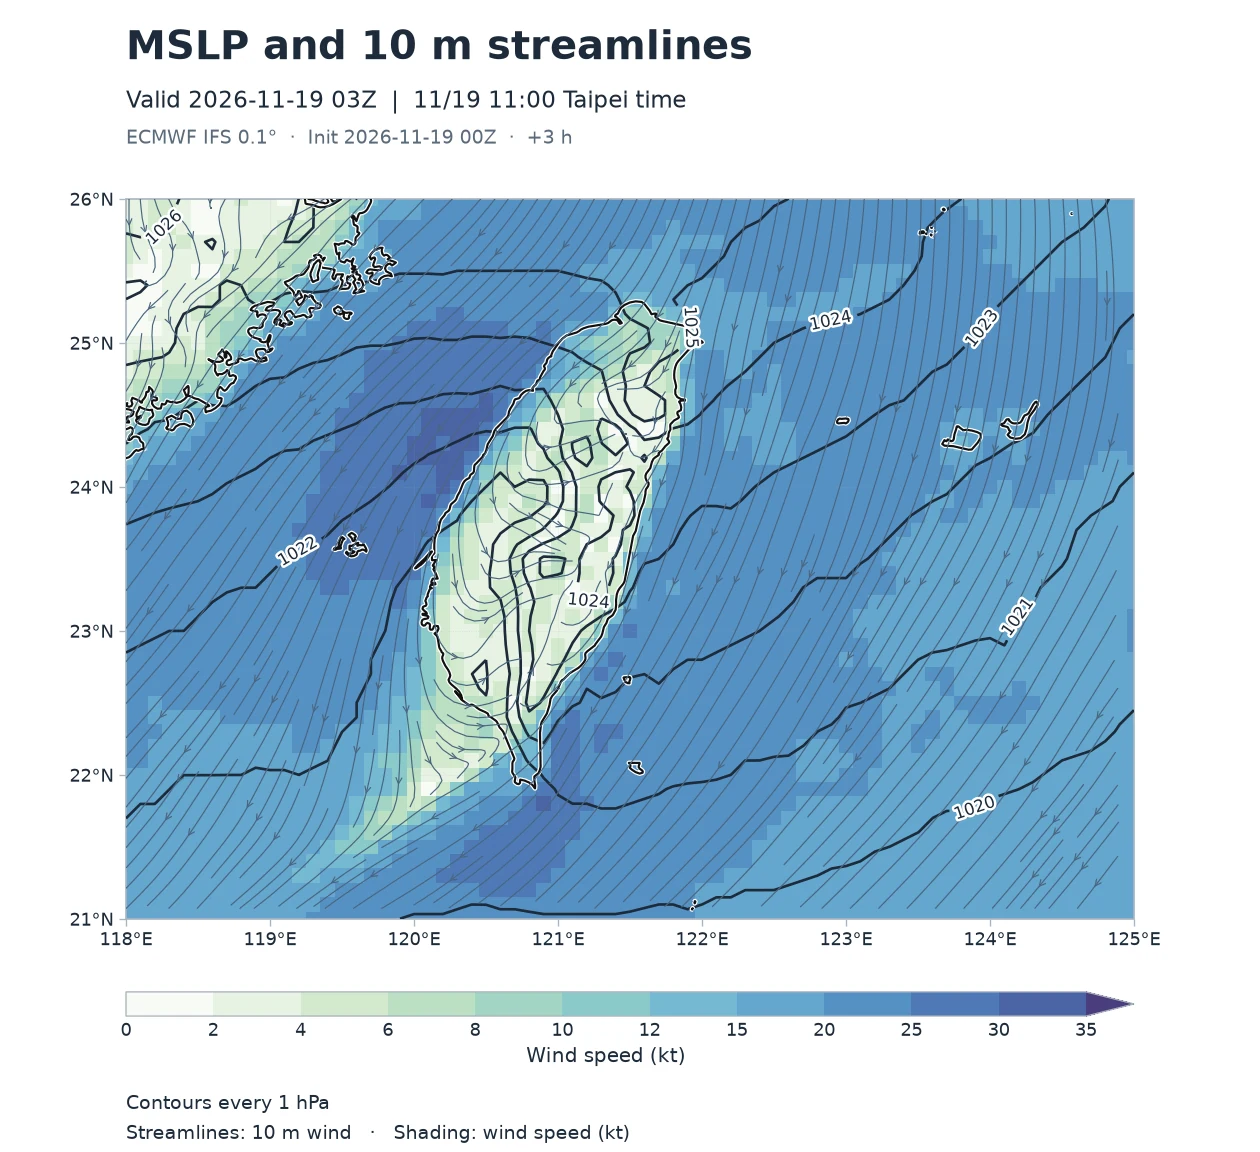 MSLP and 10 m streamlines
Valid 2026-11-19 03Z | 11/19 11:00 Taipei time
ECMWF IFS 0.1° · Init 2026-11-19 00Z · +3 h
26°N
1026
25°N
1025
1024
1023
24°N
1022
1024
23°N
1021
22°N
1020
21°N
118°E 119°E 120°E 121°E 122°E 123°E 124°E 125°E
0 2 4 6 8 10 12 15 20 25 30 35
Wind speed (kt)
Contours every 1 hPa
Streamlines: 10 m wind · Shading: wind speed (kt)